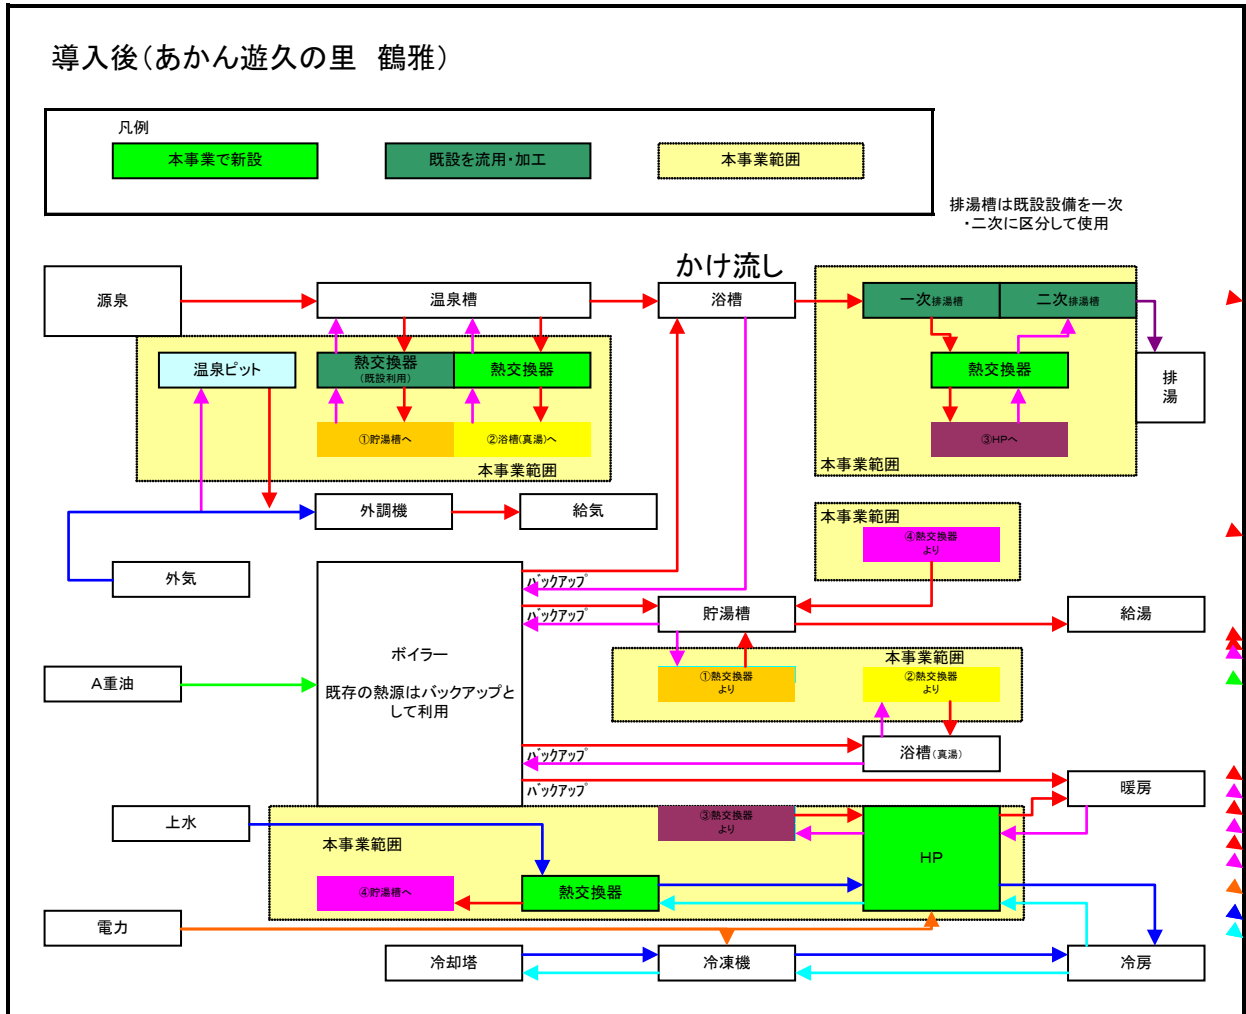 導入後(あかん遊久の里　鶴雅)
凡例
本事業で新設
既設を流用・加工
本事業範囲
排湯槽は既設設備を一次
・二次に区分して使用
かけ流し
源泉
温泉槽
浴槽
一次排湯槽
二次排湯槽
温泉ピット
熱交換器
(既設利用)
熱交換器
熱交換器
排
湯
①貯湯槽へ
②浴槽(真湯)へ
③HPへ
本事業範囲
本事業範囲
外調機
給気
本事業範囲
④熱交換器
より
外気
バックアップ
バックアップ
貯湯槽
給湯
ボイラー
既存の熱源はバックアップと
して利用
本事業範囲
A重油
①熱交換器
より
②熱交換器
より
浴槽(真湯)
バックアップ
バックアップ
暖房
上水
③熱交換器
より
本事業範囲
HP
④貯湯槽へ
熱交換器
電力
冷却塔
冷凍機
冷房